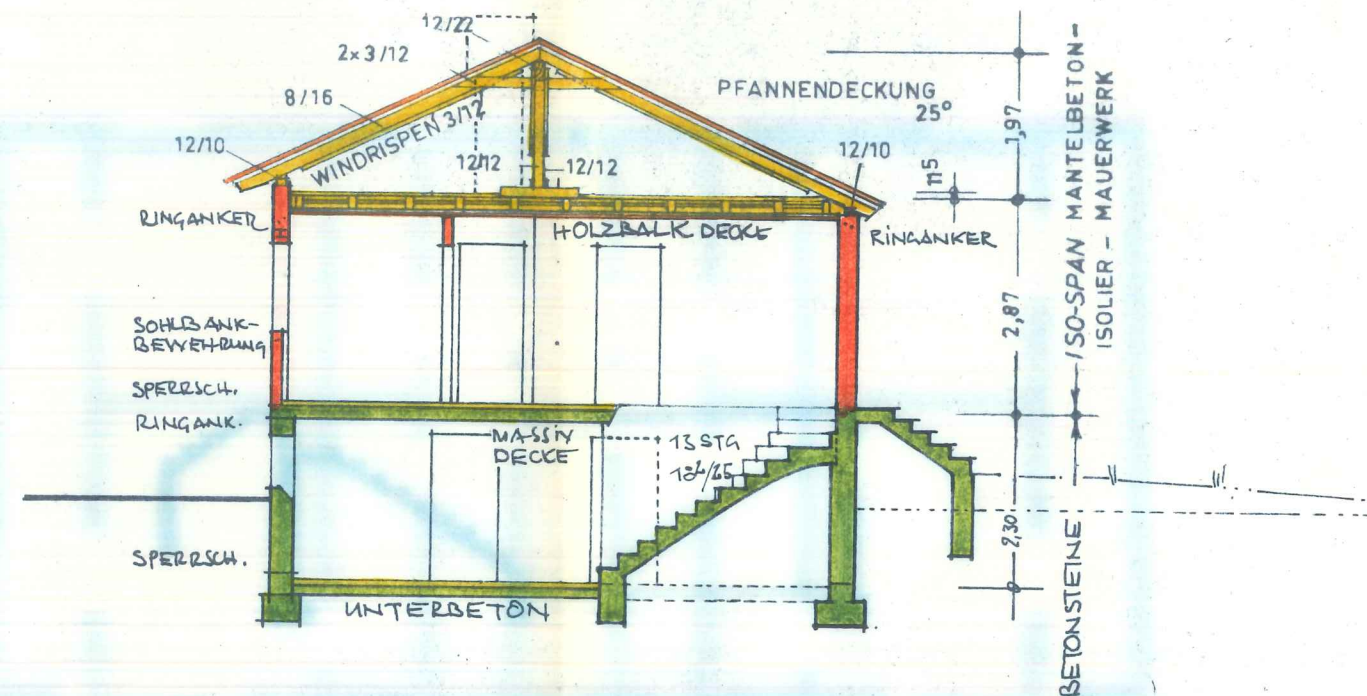 12/22
2x3/12
8/16
WINDRISPEN 3/12
12/10
12/12
12/12
PFANNENDECKUNG
25°
12/10
11⁵
1,97
RINGANKER
HOLZBALK DECKE
RINGANKER
ISO-SPAN MANTELBETON-
ISOLIER - MAUERWERK
2,87
SOHLBANK-
BEWEHRUNG
SPERRSCH.
RINGANK.
MASSIV
DECKE
13 STG
2,30
SPERRSCH.
UNTERBETON
BETONSTEINE